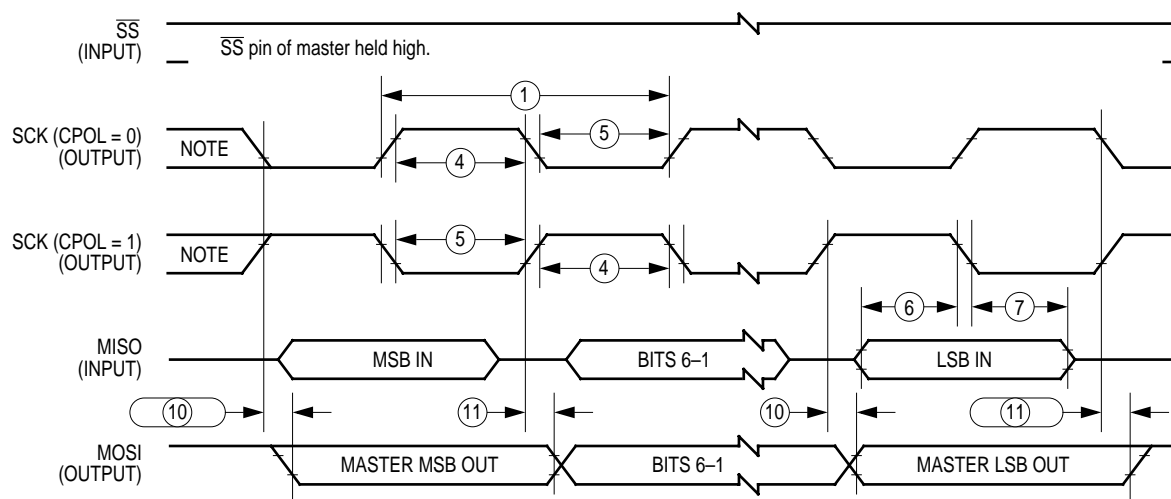 S̅S̅
(INPUT)
S̅S̅ pin of master held high.
1
SCK (CPOL = 0)
(OUTPUT)
NOTE
5
4
SCK (CPOL = 1)
(OUTPUT)
NOTE
5
4
6
7
MISO
(INPUT)
MSB IN
BITS 6–1
LSB IN
10
11
10
11
MOSI
(OUTPUT)
MASTER MSB OUT
BITS 6–1
MASTER LSB OUT